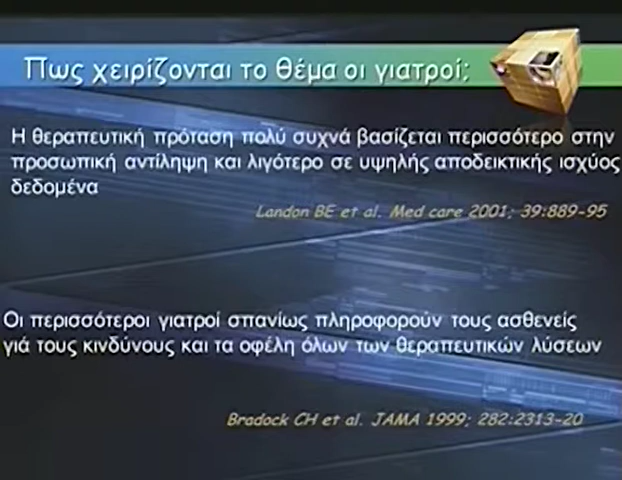 Πως χειρίζονται το θέμα οι γιατροί;
Η θεραπευτική πρόταση πολύ συχνά βασίζεται περισσότερο στην
προσωπική αντίληψη και λιγότερο σε υψηλής αποδεικτικής ισχύος
δεδομένα
Landon BE et al. Med care 2001; 39:889-95
Οι περισσότεροι γιατροί σπανίως πληροφορούν τους ασθενείς
γιά τους κινδύνους και τα οφέλη όλων των θεραπευτικών λύσεων
Bradock CH et al. JAMA 1999; 282:2313-20